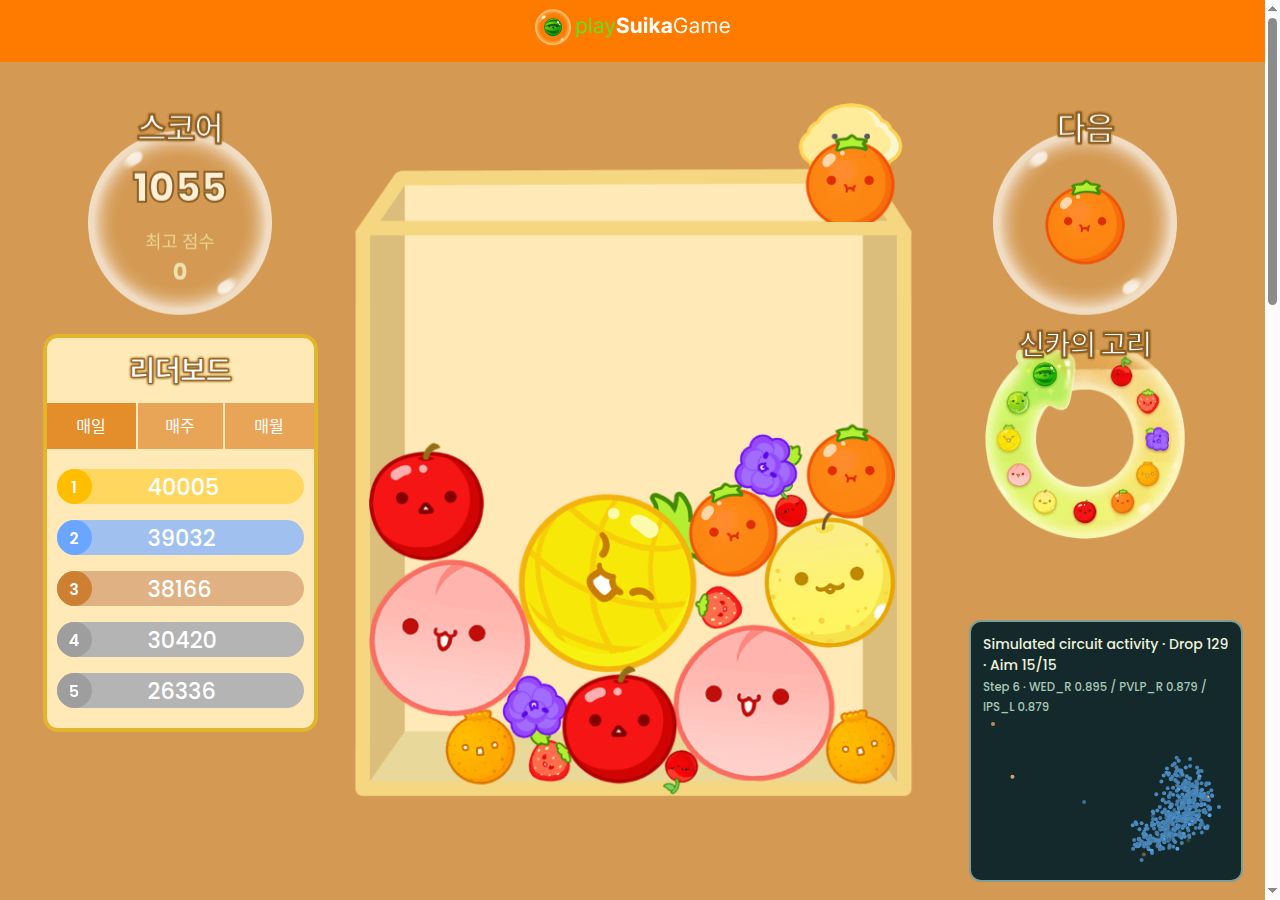 playSuikaGame
스코어
1055
최고 점수
0
다음
리더보드
매일 매주 매월
1 40005
2 39032
3 38166
4 30420
5 26336
신카의 고리
Simulated circuit activity · Drop 129
· Aim 15/15
Step 6 · WED_R 0.895 / PVLP_R 0.879 /
IPS_L 0.879